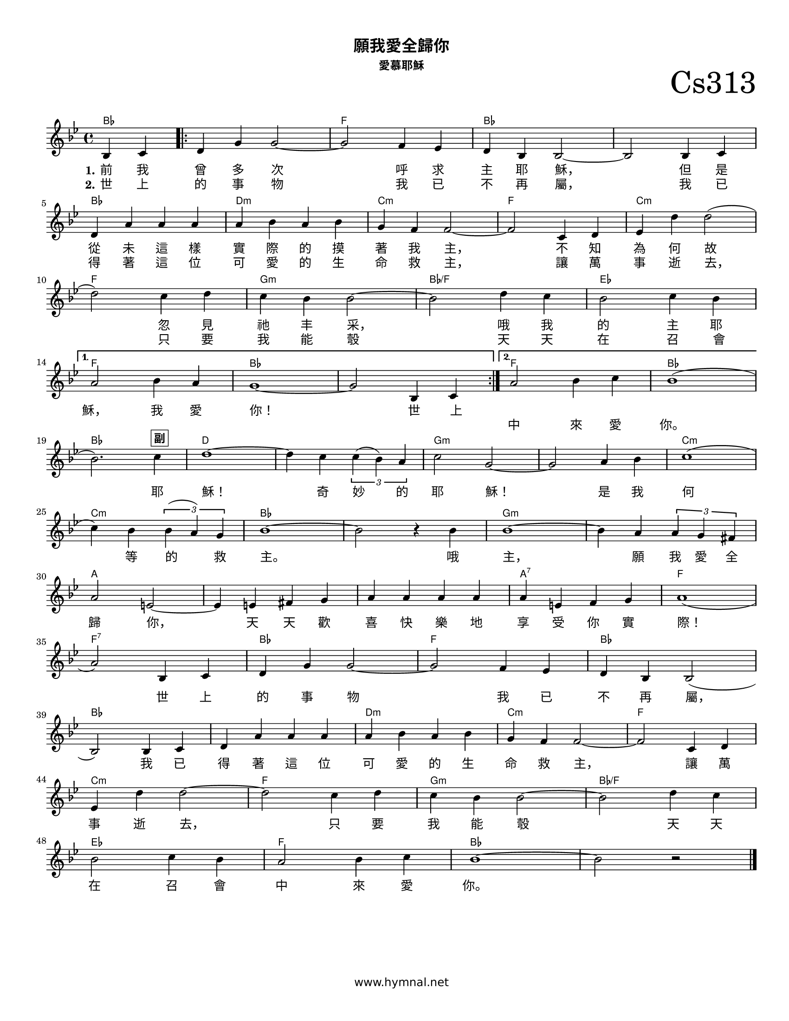 願我愛全歸你
愛慕耶穌
Cs313
B♭ F B♭
1. 前 我 曾 多 次 呼 求 主 耶 穌, 但 是
2. 世 上 的 事 物 我 已 不 再 屬, 我 已
5 B♭ Dm Gm F Cm
從 未 這 樣 實 際 的 摸 著 我 主, 不 知 為 何 故
得 著 這 位 可 愛 的 生 命 救 主, 讓 萬 事 逝 去,
10 F Gm B♭/F E♭
忽 見 祂 丰 采, 哦 我 的 主 耶
只 要 我 能 彀 天 天 在 召 會
14 1. F B♭ 2. F B♭
穌, 我 愛 你! 世 上
中 來 愛 你。
19 B♭ 副 D Gm Cm
3
耶 穌! 奇 妙 的 耶 穌! 是 我 何
25 Cm B♭ Gm
3 3
等 的 救 主。 哦 主, 願 我 愛 全
30 A A7 F
歸 你, 天 天 歡 喜 快 樂 地 享 受 你 實 際!
35 F7 B♭ F B♭
世 上 的 事 物 我 已 不 再 屬,
39 B♭ Dm Cm F
我 已 得 著 這 位 可 愛 的 生 命 救 主, 讓 萬
44 Cm F Gm B♭/F
事 逝 去, 只 要 我 能 彀 天 天
48 E♭ F B♭
在 召 會 中 來 愛 你。
www.hymnal.net